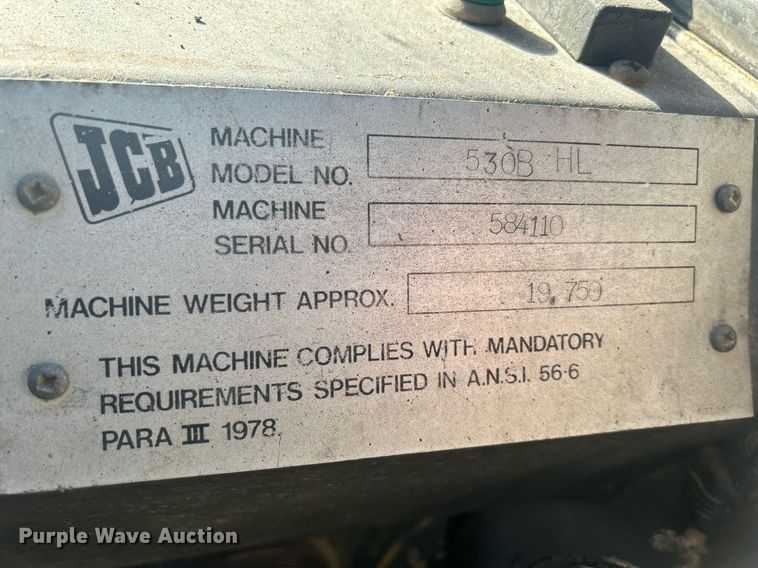 JCB
MACHINE
MODEL NO. 530B HL
MACHINE
SERIAL NO. 584110
MACHINE WEIGHT APPROX. 19,750
THIS MACHINE COMPLIES WITH MANDATORY
REQUIREMENTS SPECIFIED IN A.N.S.I. 56·6
PARA III 1978.
Purple Wave Auction